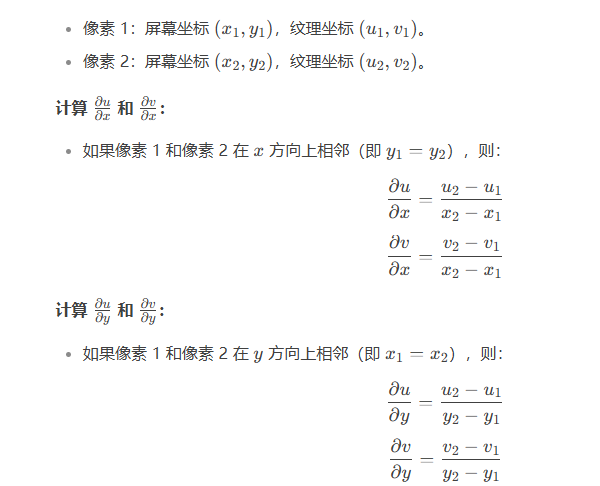 • 像素 1：屏幕坐标 $(x_1, y_1)$，纹理坐标 $(u_1, v_1)$。
• 像素 2：屏幕坐标 $(x_2, y_2)$，纹理坐标 $(u_2, v_2)$。
计算 $\frac{\partial u}{\partial x}$ 和 $\frac{\partial v}{\partial x}$：
• 如果像素 1 和像素 2 在 $x$ 方向上相邻（即 $y_1 = y_2$），则：
$\frac{\partial u}{\partial x} = \frac{u_2 - u_1}{x_2 - x_1}$
$\frac{\partial v}{\partial x} = \frac{v_2 - v_1}{x_2 - x_1}$
计算 $\frac{\partial u}{\partial y}$ 和 $\frac{\partial v}{\partial y}$：
• 如果像素 1 和像素 2 在 $y$ 方向上相邻（即 $x_1 = x_2$），则：
$\frac{\partial u}{\partial y} = \frac{u_2 - u_1}{y_2 - y_1}$
$\frac{\partial v}{\partial y} = \frac{v_2 - v_1}{y_2 - y_1}$